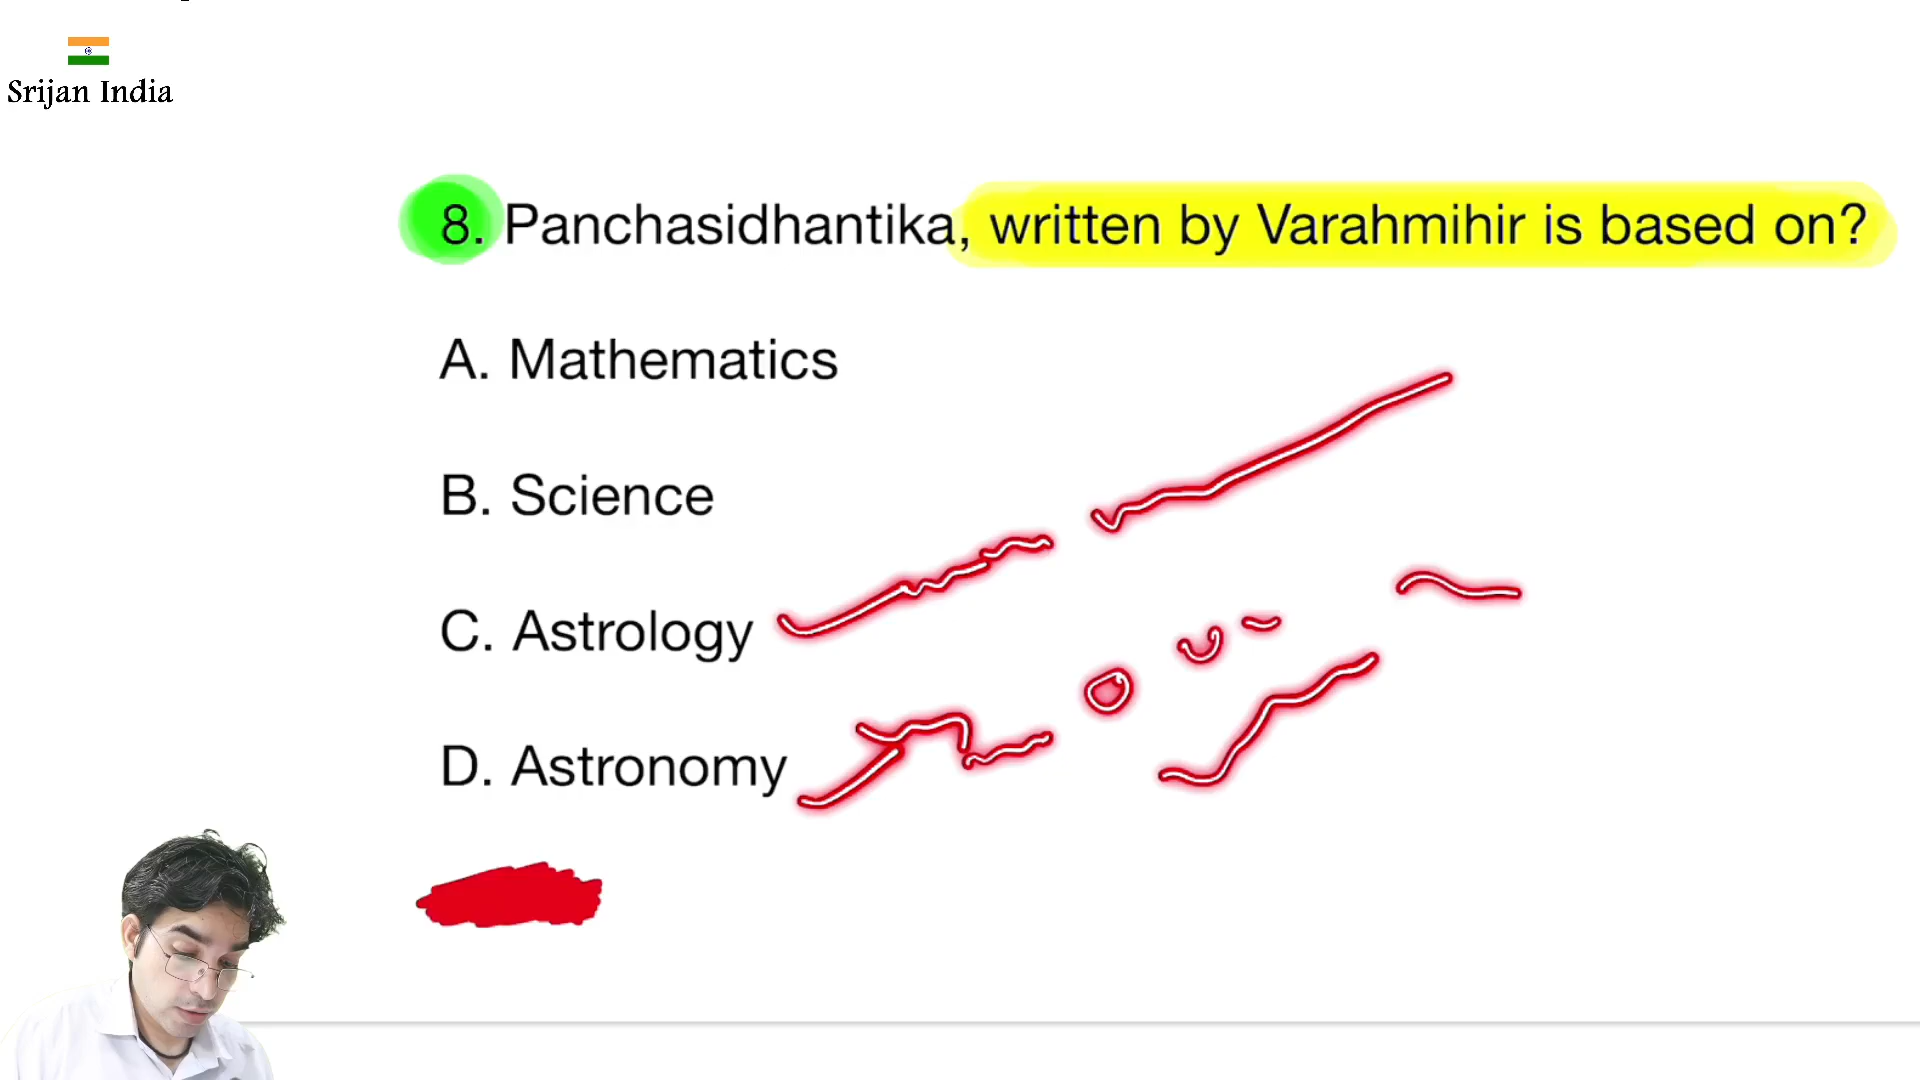 Srijan India
8. Panchasidhantika, written by Varahmihir is based on?
A. Mathematics
B. Science
C. Astrology
D. Astronomy